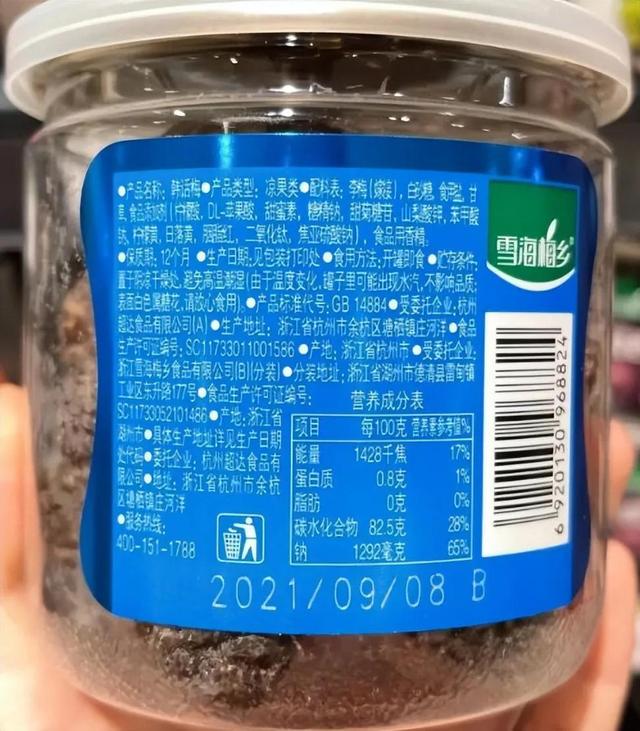 ●产品名称: 韩话梅●产品类型: 凉果类●配料表: 李梅(嫁接), 白砂糖, 食用盐, 甘
草, 食品添加剂(柠檬酸, DL-苹果酸, 甜蜜素, 糖精钠, 甜菊糖苷, 山梨酸钾, 苯甲酸
钠, 柠檬黄, 日落黄, 胭脂红, 二氧化钛, 焦亚硫酸钠), 食品用香精。
●保质期: 12个月 ●生产日期: 见包装打印处●食用方法: 开罐即食●贮存条件:
置于阴凉干燥处, 避免高温潮湿(由于温度变化, 罐子里可能出现水汽, 不影响品质;
表面白色属糖花, 请放心食用)。●产品标准代号: GB 14884●受委托企业: 杭州
超达食品有限公司(A) ●生产地址: 浙江省杭州市余杭区塘栖镇庄河洋 ●食品
生产许可证编号: SC11733011001586 ●产地: 浙江省杭州市 ●受委托企业:
浙江雪海梅乡食品有限公司(B)(分装) ●分装地址: 浙江省湖州市德清县雷甸镇
工业区东升路177号●食品生产许可证编号:
SC11733052101486●产地: 浙江省
湖州市●具体生产地址详见生产日期
处代码●委托企业: 杭州超达食品有
限公司●地址: 浙江省杭州市余杭
区塘栖镇庄河洋
●服务热线:
400-151-1788
营养成分表
项目 每100克 营养素参考值%
能量 1428千焦 17%
蛋白质 0.8克 1%
脂肪 0克 0%
碳水化合物 82.5克 28%
钠 1292毫克 65%
2021/09/08 B
雪海梅乡®
6 920130 968824